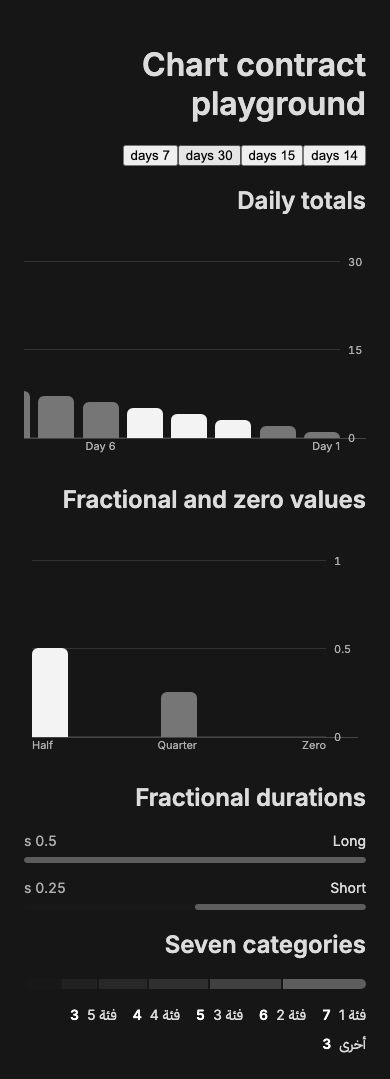 Chart contract
playground
days 7 days 30 days 15 days 14
Daily totals
30
15
0
Day 6 Day 1
Fractional and zero values
1
0.5
0
Half Quarter Zero
Fractional durations
s 0.5 Long
s 0.25 Short
Seven categories
فئة 1 7 فئة 2 6 فئة 3 5 فئة 4 4 فئة 5 3
أخرى 3